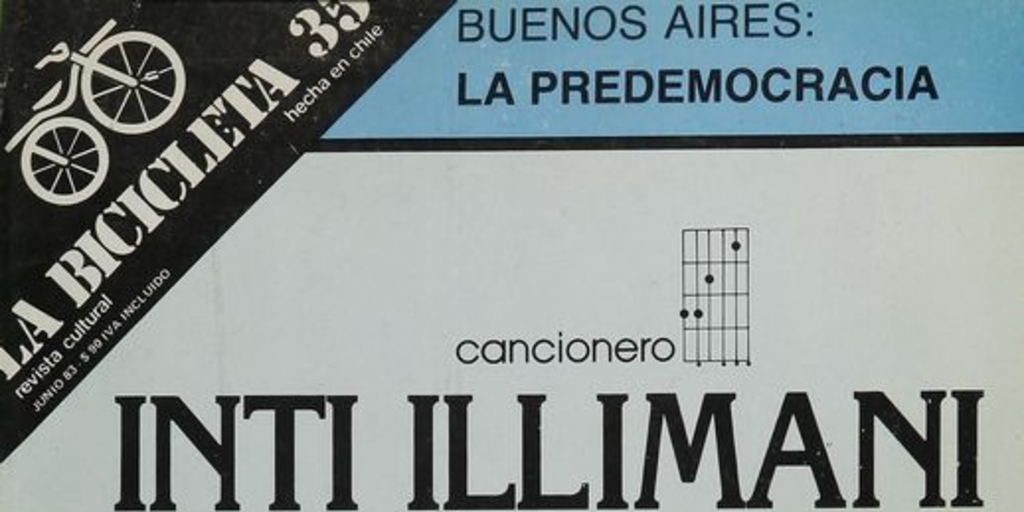 LA BICICLETA 35
hecha en chile
revista cultural
JUNIO 83 - $ 90 IVA INCLUIDO
BUENOS AIRES:
LA PREDEMOCRACIA
cancionero
INTI ILLIMANI